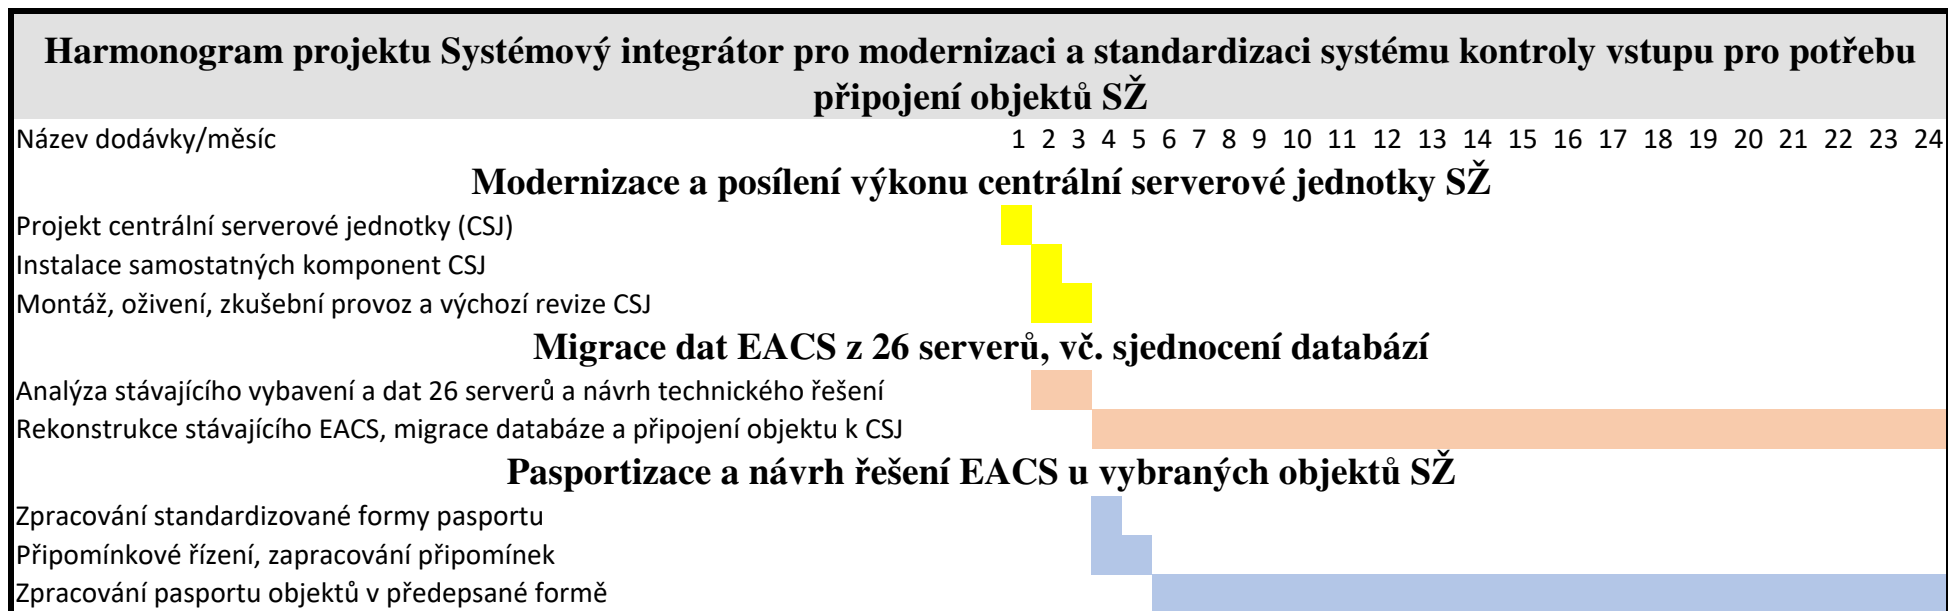 Harmonogram projektu Systémový integrátor pro modernizaci a standardizaci systému kontroly vstupu pro potřebu
připojení objektů SŽ
Název dodávky/měsíc 1 2 3 4 5 6 7 8 9 10 11 12 13 14 15 16 17 18 19 20 21 22 23 24
Modernizace a posílení výkonu centrální serverové jednotky SŽ
Projekt centrální serverové jednotky (CSJ)
Instalace samostatných komponent CSJ
Montáž, oživení, zkušební provoz a výchozí revize CSJ
Migrace dat EACS z 26 serverů, vč. sjednocení databází
Analýza stávajícího vybavení a dat 26 serverů a návrh technického řešení
Rekonstrukce stávajícího EACS, migrace databáze a připojení objektu k CSJ
Pasportizace a návrh řešení EACS u vybraných objektů SŽ
Zpracování standardizované formy pasportu
Připomínkové řízení, zapracování připomínek
Zpracování pasportu objektů v předepsané formě